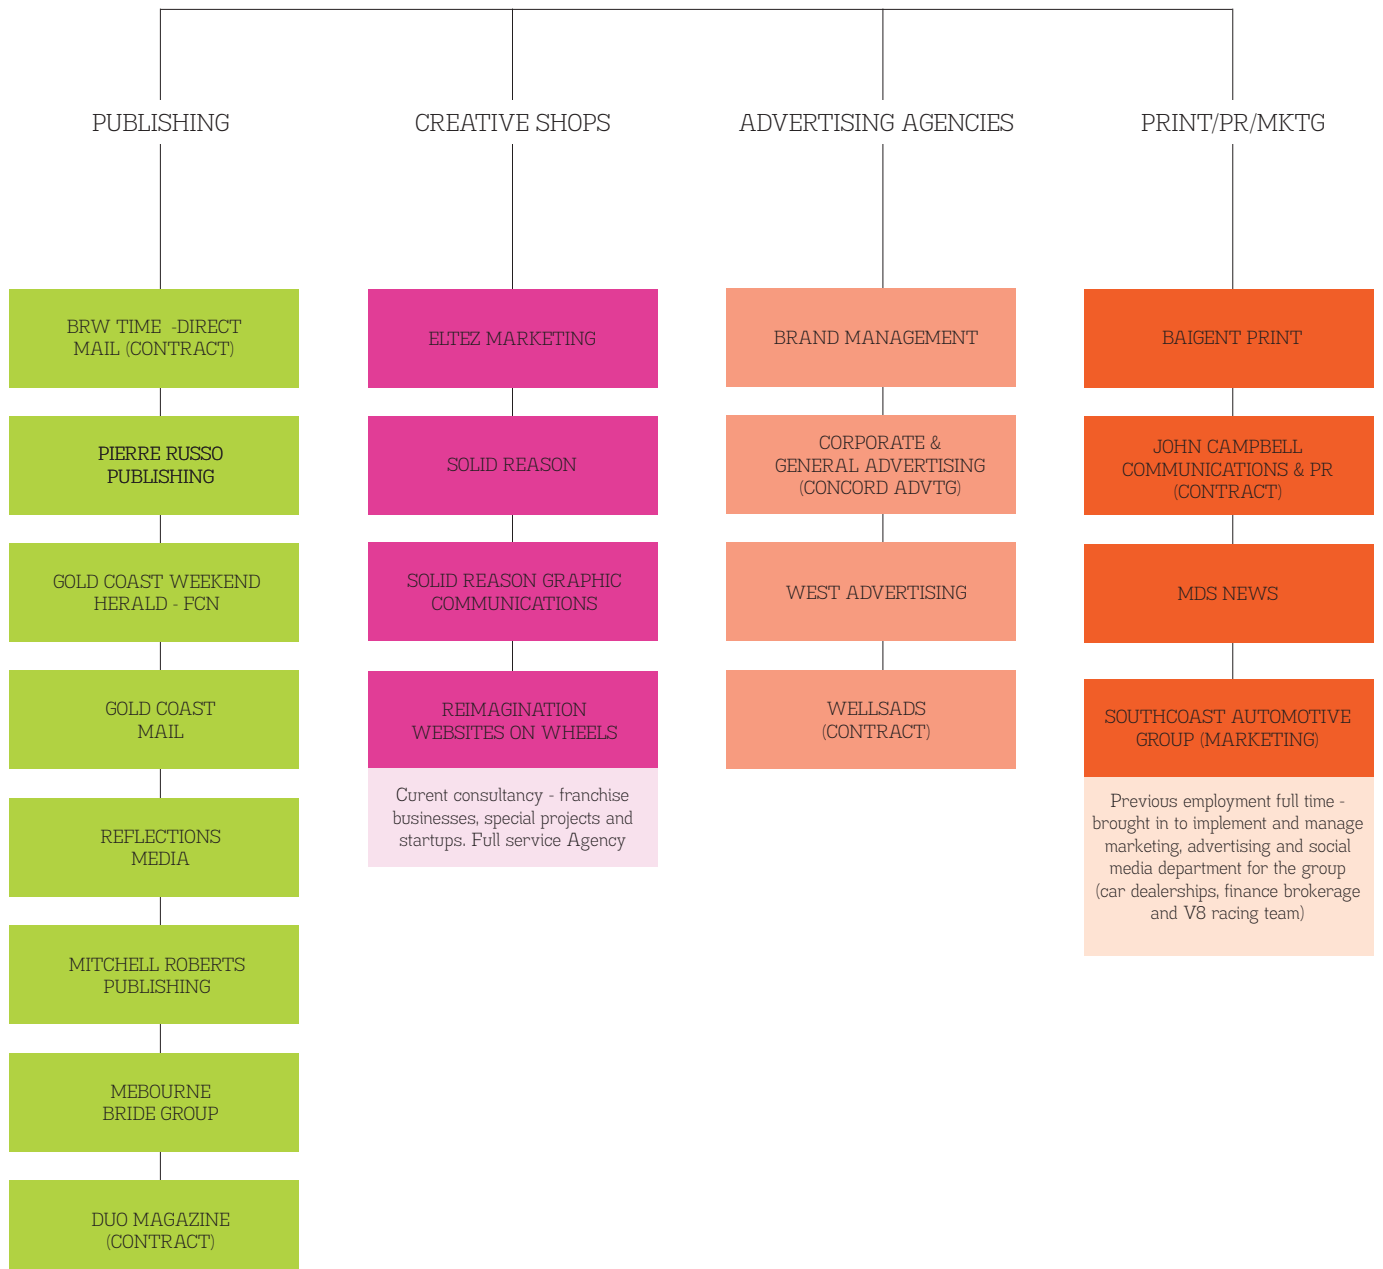 PUBLISHING
BRW TIME -DIRECT
MAIL (CONTRACT)
PIERRE RUSSO
PUBLISHING
GOLD COAST WEEKEND
HERALD - FCN
GOLD COAST
MAIL
REFLECTIONS
MEDIA
MITCHELL ROBERTS
PUBLISHING
MEBOURNE
BRIDE GROUP
DUO MAGAZINE
(CONTRACT)
CREATIVE SHOPS
ELTEZ MARKETING
SOLID REASON
SOLID REASON GRAPHIC
COMMUNICATIONS
REIMAGINATION
WEBSITES ON WHEELS
Curent consultancy - franchise
businesses, special projects and
startups. Full service Agency
ADVERTISING AGENCIES
BRAND MANAGEMENT
CORPORATE &
GENERAL ADVERTISING
(CONCORD ADVTG)
WEST ADVERTISING
WELLSADS
(CONTRACT)
PRINT/PR/MKTG
BAIGENT PRINT
JOHN CAMPBELL
COMMUNICATIONS & PR
(CONTRACT)
MDS NEWS
SOUTHCOAST AUTOMOTIVE
GROUP (MARKETING)
Previous employment full time -
brought in to implement and manage
marketing, advertising and social
media department for the group
(car dealerships, finance brokerage
and V8 racing team)